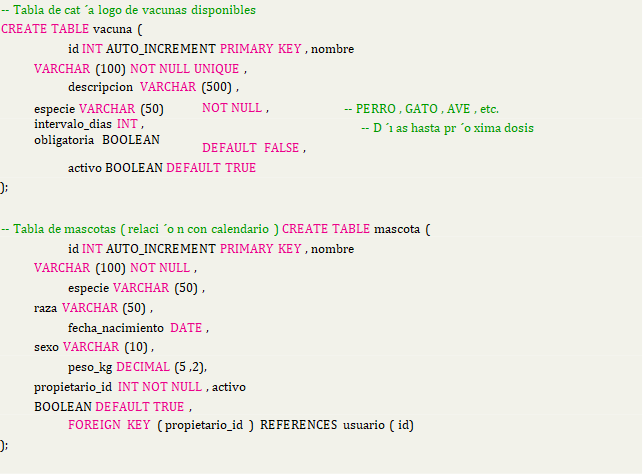 -- Tabla de cat ´a logo de vacunas disponibles
CREATE TABLE vacuna (
id INT AUTO_INCREMENT PRIMARY KEY , nombre
VARCHAR (100) NOT NULL UNIQUE ,
descripcion VARCHAR (500) ,
especie VARCHAR (50) NOT NULL , -- PERRO , GATO , AVE , etc.
intervalo_dias INT , -- D ´ı as hasta pr ´o xima dosis
obligatoria BOOLEAN DEFAULT FALSE ,
activo BOOLEAN DEFAULT TRUE
);
-- Tabla de mascotas ( relaci ´o n con calendario ) CREATE TABLE mascota (
id INT AUTO_INCREMENT PRIMARY KEY , nombre
VARCHAR (100) NOT NULL ,
especie VARCHAR (50) ,
raza VARCHAR (50) ,
fecha_nacimiento DATE ,
sexo VARCHAR (10) ,
peso_kg DECIMAL (5 ,2),
propietario_id INT NOT NULL , activo
BOOLEAN DEFAULT TRUE ,
FOREIGN KEY ( propietario_id ) REFERENCES usuario ( id)
);